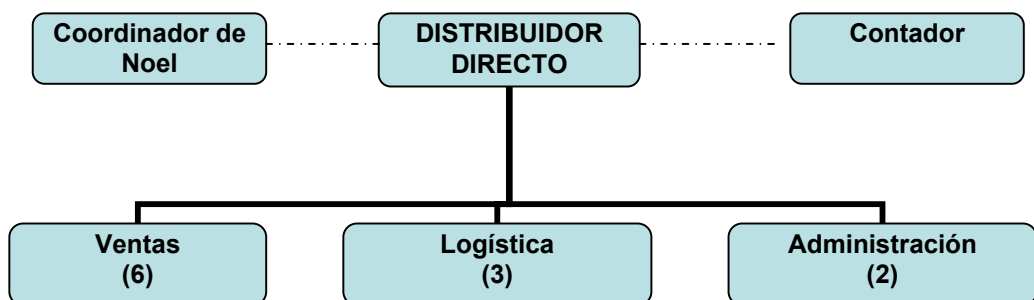 Coordinador de
Noel
DISTRIBUIDOR
DIRECTO
Contador
Ventas
(6)
Logística
(3)
Administración
(2)